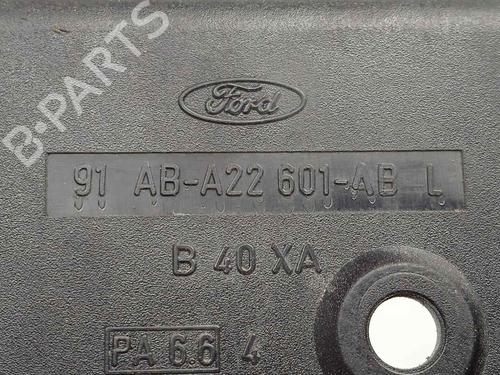 B-PARTS
Ford
91 AB-A22 601-AB L
B 40 XA
PA 6.6 4